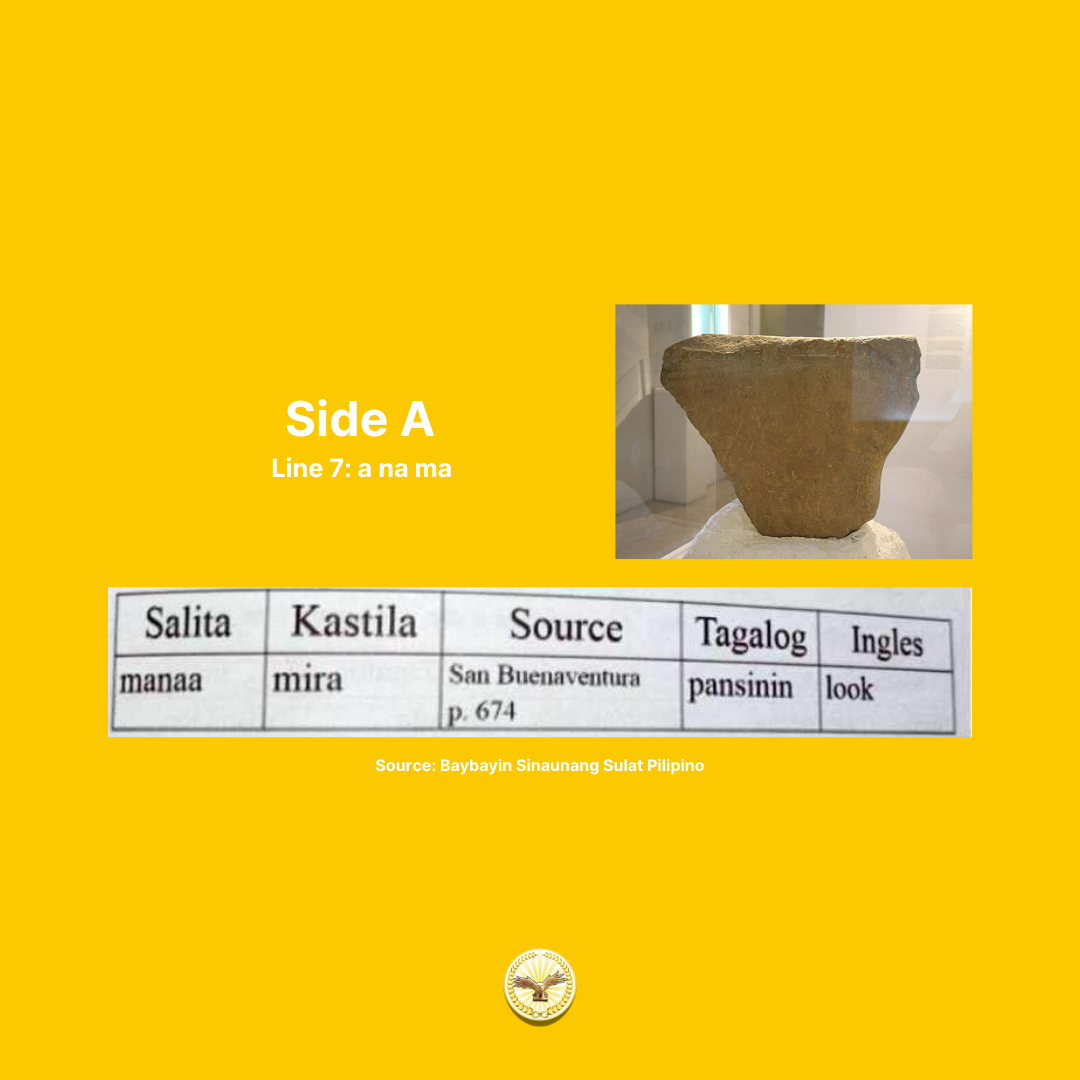 Side A
Line 7: a na ma
Salita Kastila Source Tagalog Ingles
manaa mira San Buenaventura pansinin look
p. 674
Source: Baybayin Sinaunang Sulat Pilipino